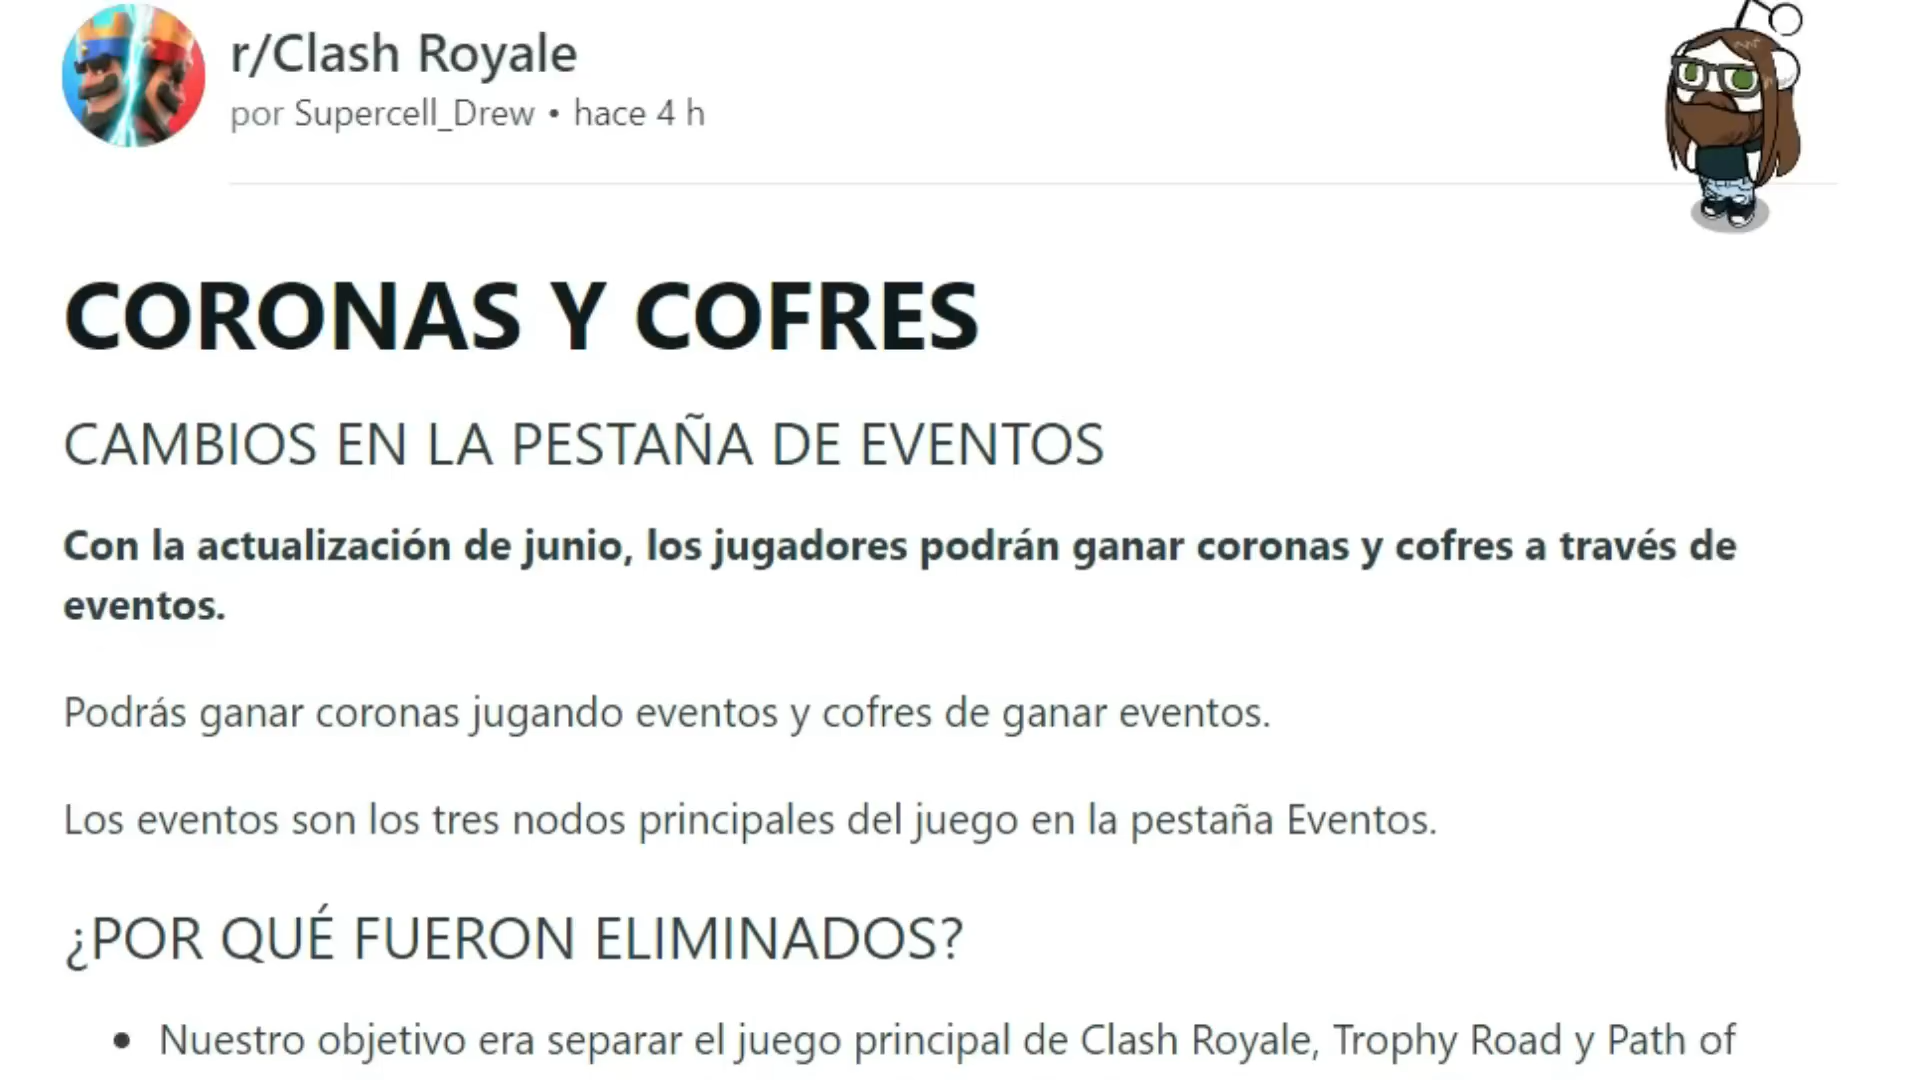 r/Clash Royale
por Supercell_Drew • hace 4 h
CORONAS Y COFRES
CAMBIOS EN LA PESTAÑA DE EVENTOS
Con la actualización de junio, los jugadores podrán ganar coronas y cofres a través de
eventos.
Podrás ganar coronas jugando eventos y cofres de ganar eventos.
Los eventos son los tres nodos principales del juego en la pestaña Eventos.
¿POR QUÉ FUERON ELIMINADOS?
• Nuestro objetivo era separar el juego principal de Clash Royale, Trophy Road y Path of